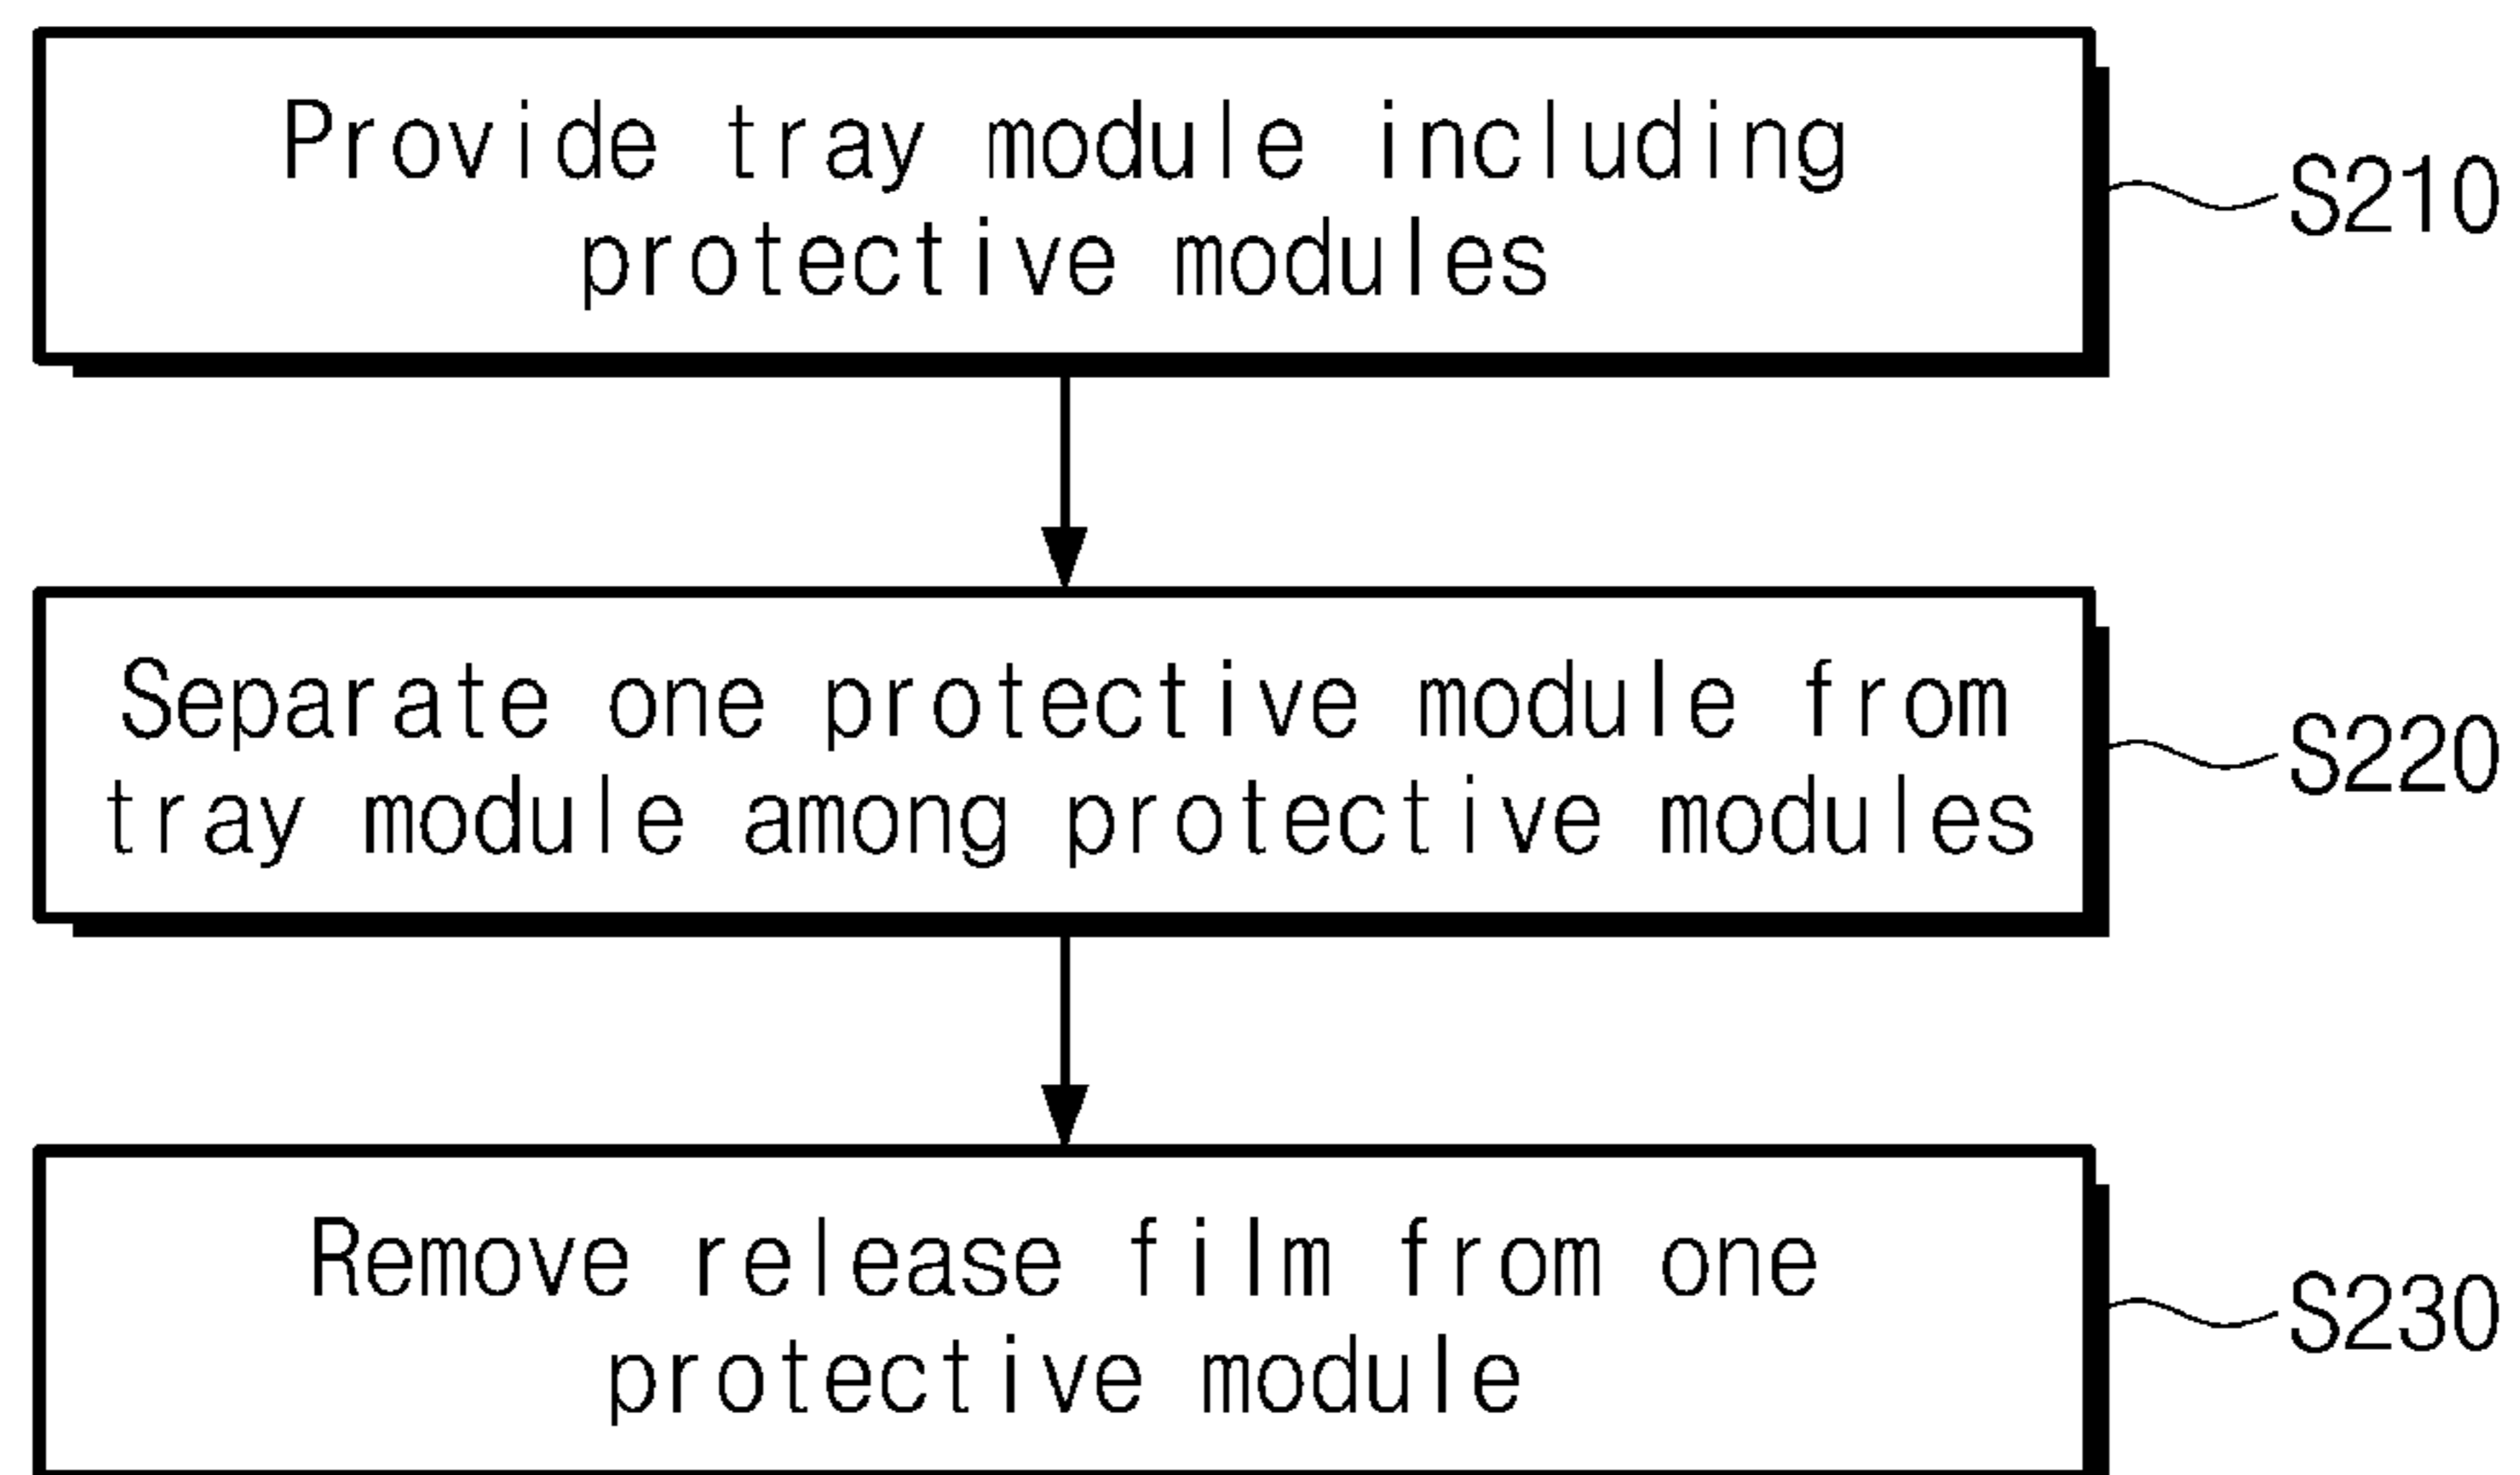 Provide tray module including
protective modules
S210
Separate one protective module from
tray module among protective modules
S220
Remove release film from one
protective module
S230